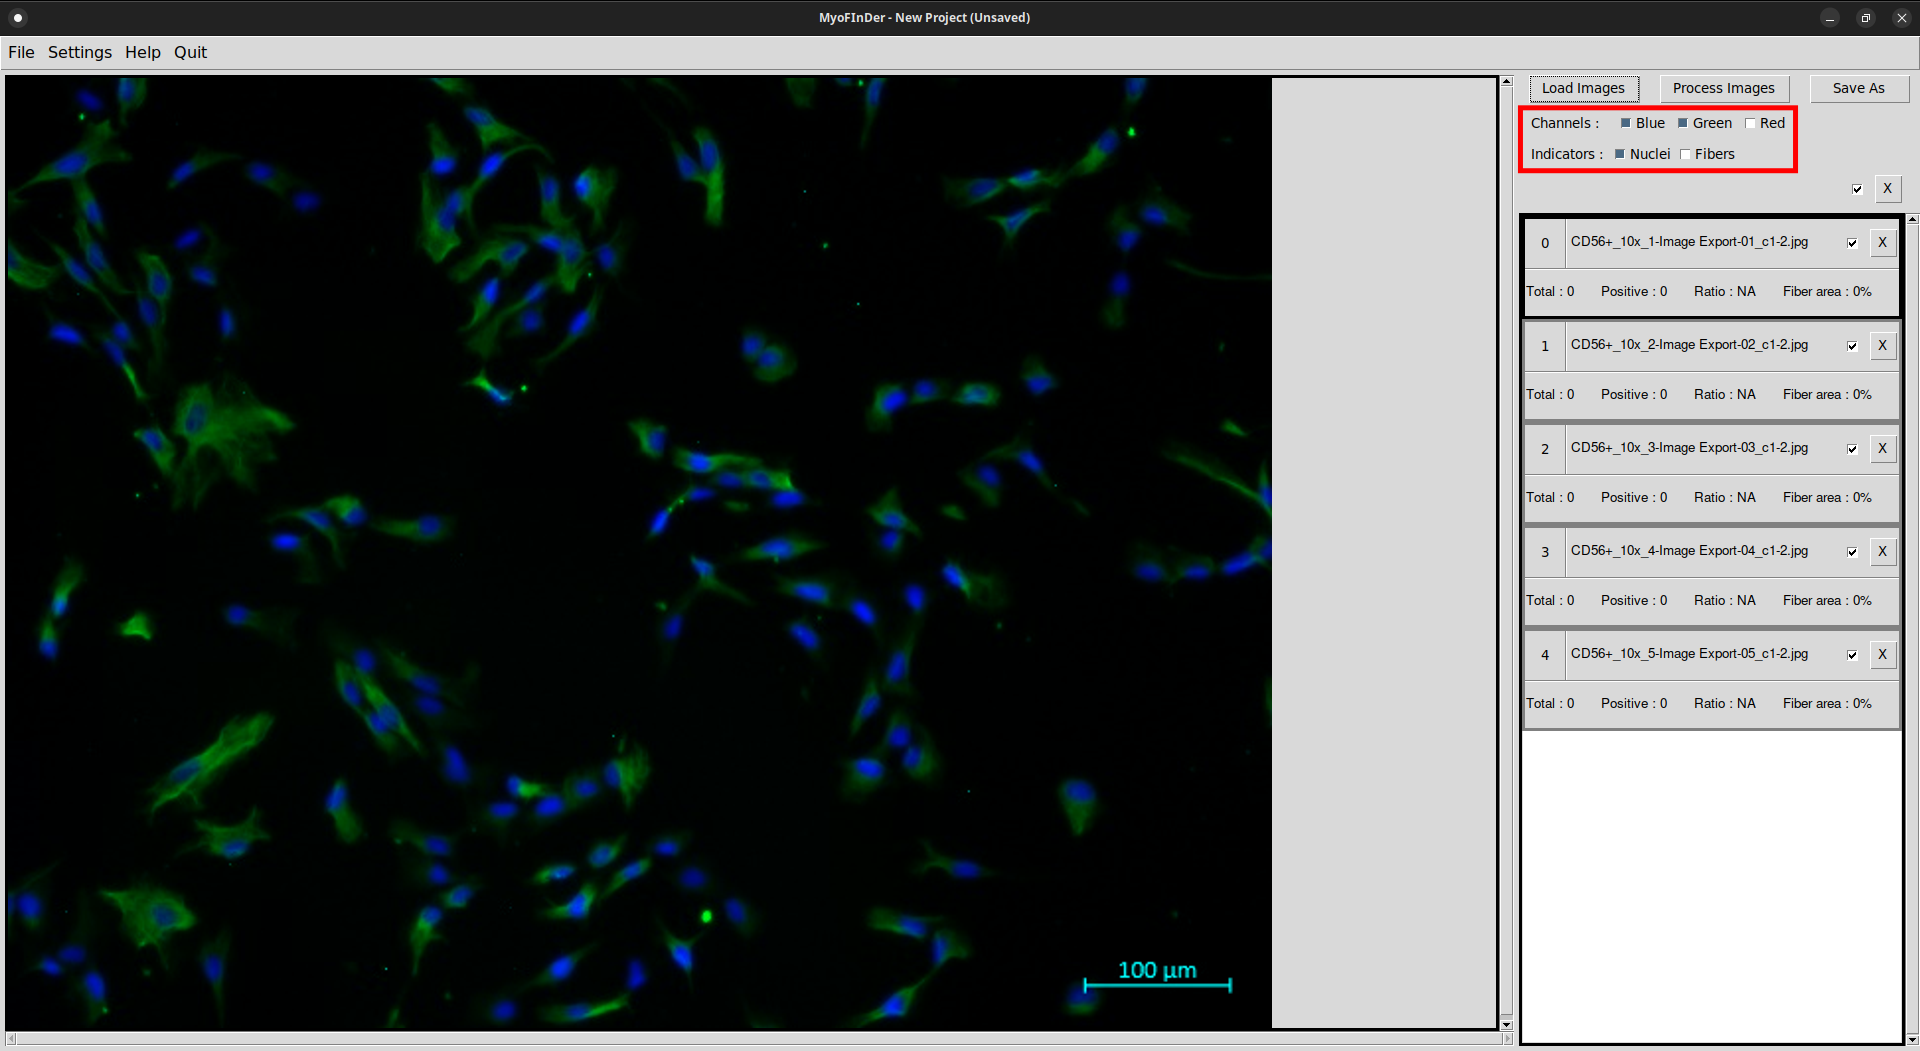 MyoFInDer - New Project (Unsaved)
File Settings Help Quit
Load Images Process Images Save As
Channels : Blue Green Red
Indicators : Nuclei Fibers
X
0 CD56+_10x_1-Image Export-01_c1-2.jpg X
Total : 0 Positive : 0 Ratio : NA Fiber area : 0%
1 CD56+_10x_2-Image Export-02_c1-2.jpg X
Total : 0 Positive : 0 Ratio : NA Fiber area : 0%
2 CD56+_10x_3-Image Export-03_c1-2.jpg X
Total : 0 Positive : 0 Ratio : NA Fiber area : 0%
3 CD56+_10x_4-Image Export-04_c1-2.jpg X
Total : 0 Positive : 0 Ratio : NA Fiber area : 0%
4 CD56+_10x_5-Image Export-05_c1-2.jpg X
Total : 0 Positive : 0 Ratio : NA Fiber area : 0%
100 µm